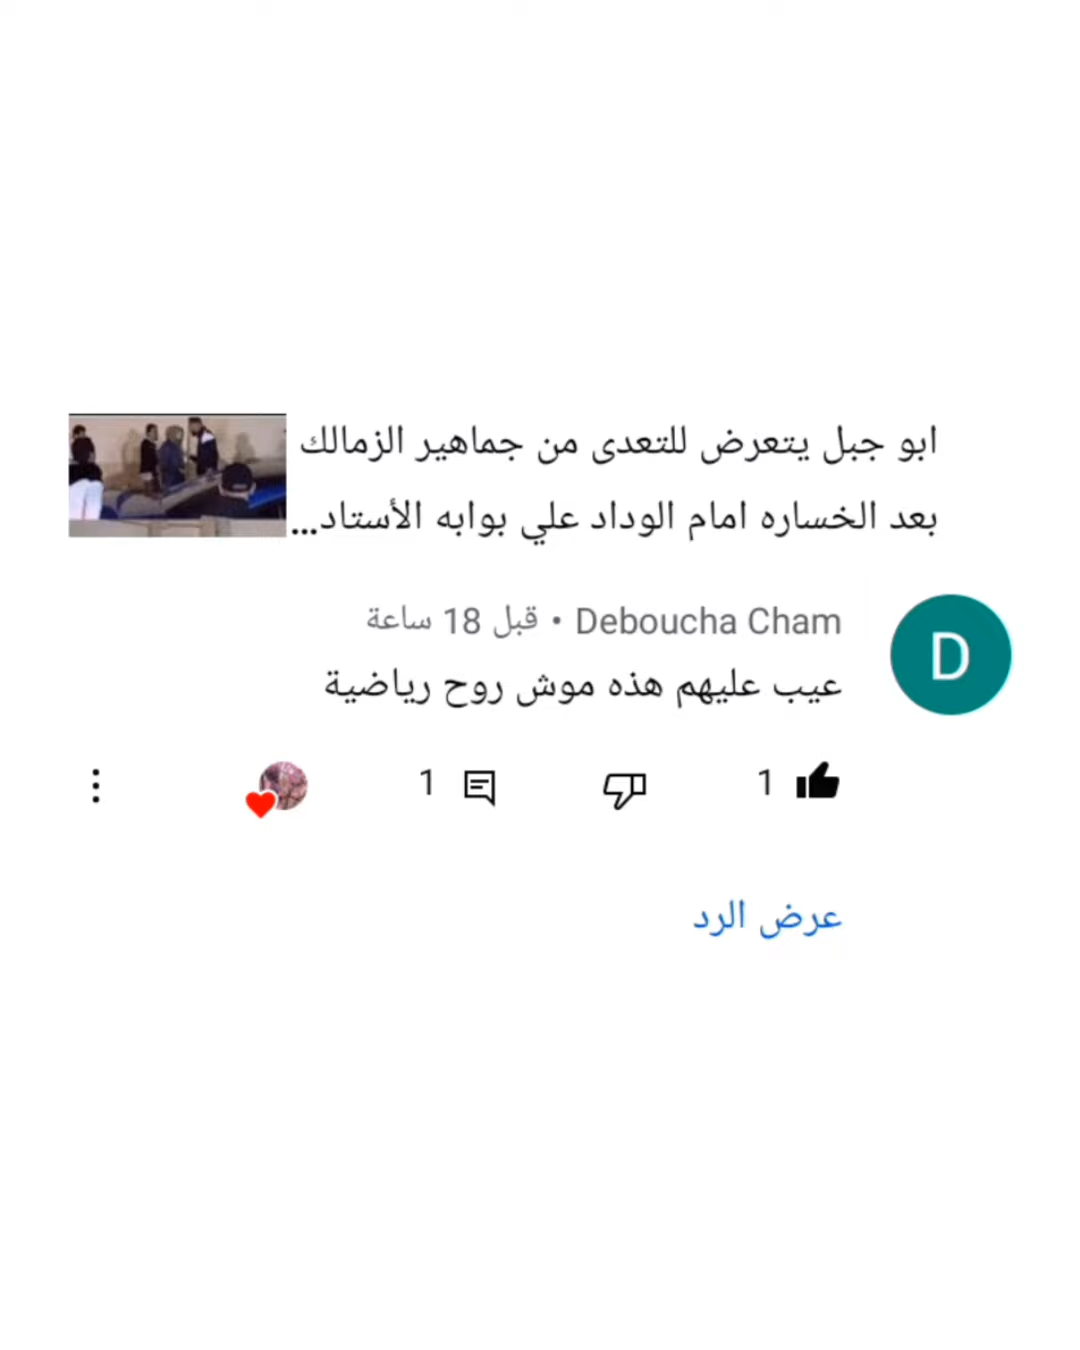 ابو جبل يتعرض للتعدى من جماهير الزمالك
بعد الخساره امام الوداد علي بوابه الأستاد...
Deboucha Cham • قبل 18 ساعة
D
عيب عليهم هذه موش روح رياضية
1
1
عرض الرد